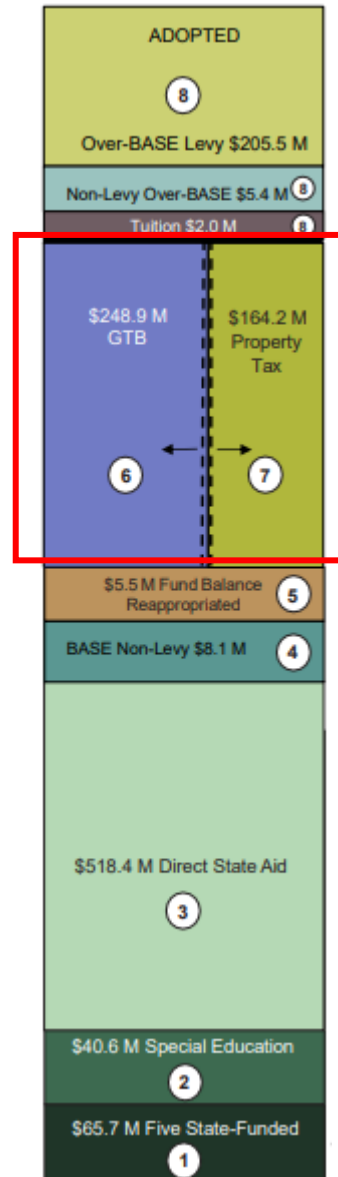 ADOPTED
8
Over-BASE Levy $205.5 M
Non-Levy Over-BASE $5.4 M 8
Tuition $2.0 M 8
$248.9 M
GTB
6
$164.2 M
Property
Tax
7
$5.5 M Fund Balance
Reappropriated
5
BASE Non-Levy $8.1 M 4
$518.4 M Direct State Aid
3
$40.6 M Special Education
2
$65.7 M Five State-Funded
1